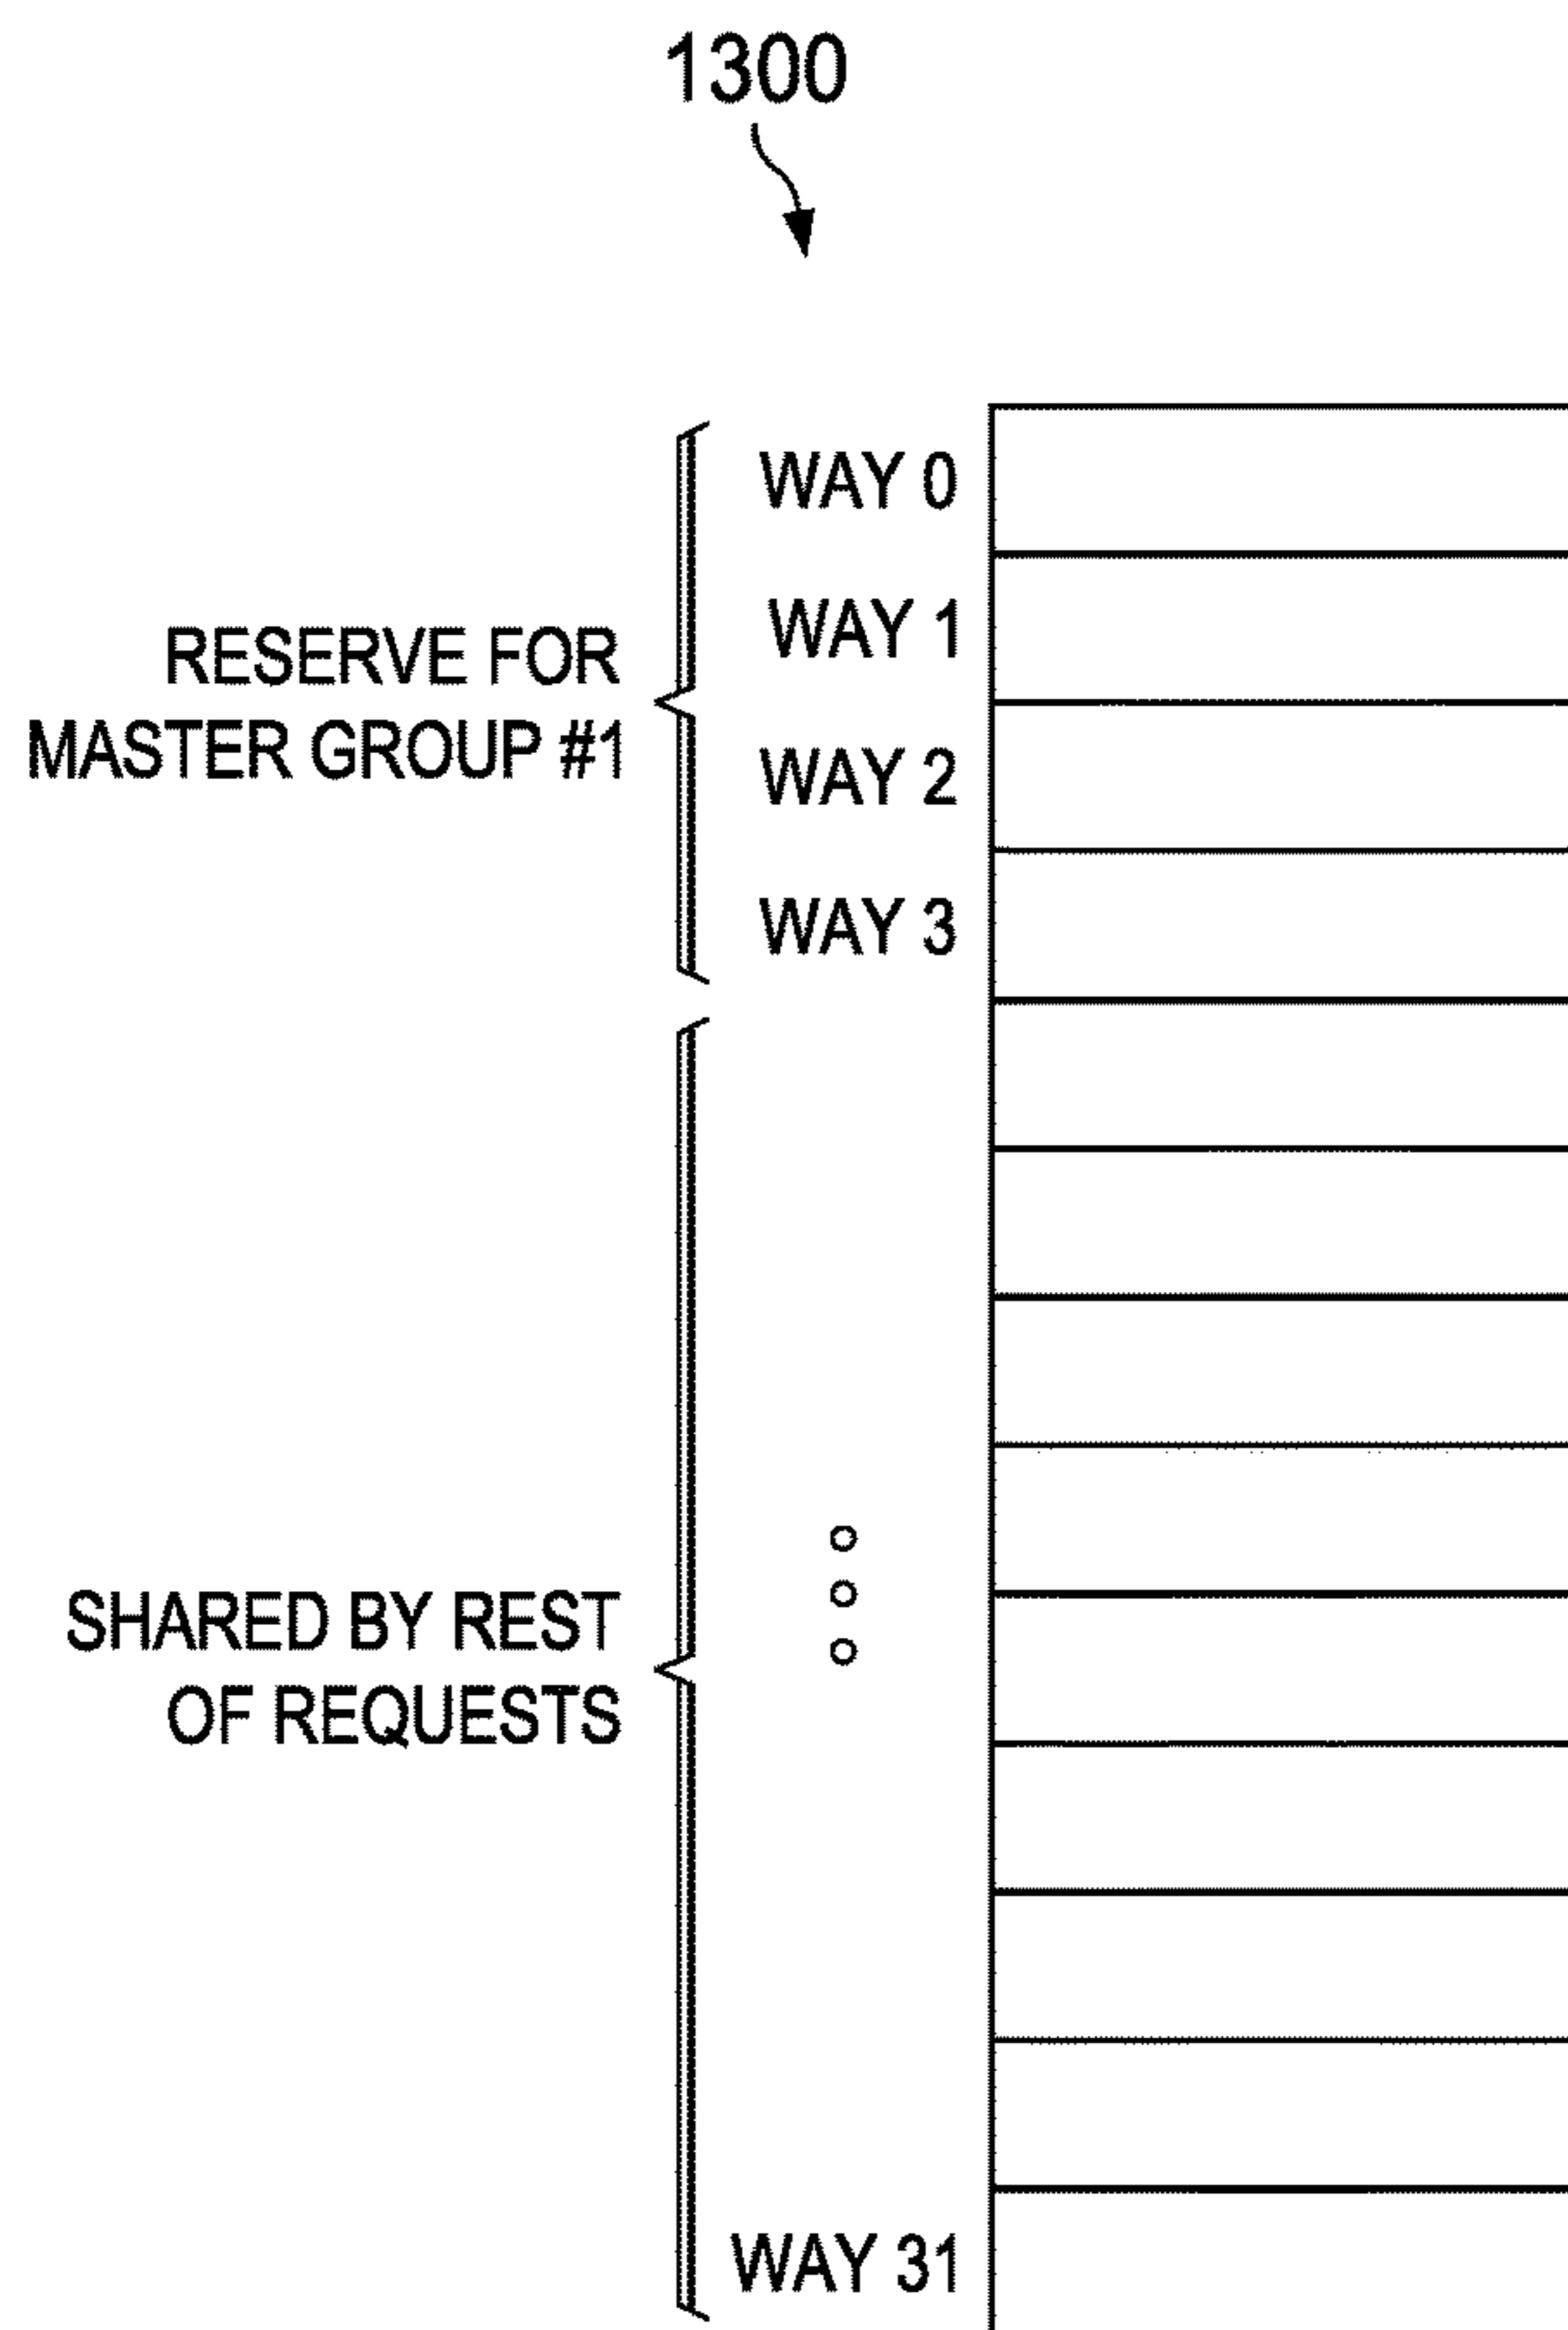 1300
WAY 0
WAY 1
RESERVE FOR
MASTER GROUP #1
WAY 2
WAY 3
SHARED BY REST
OF REQUESTS
WAY 31